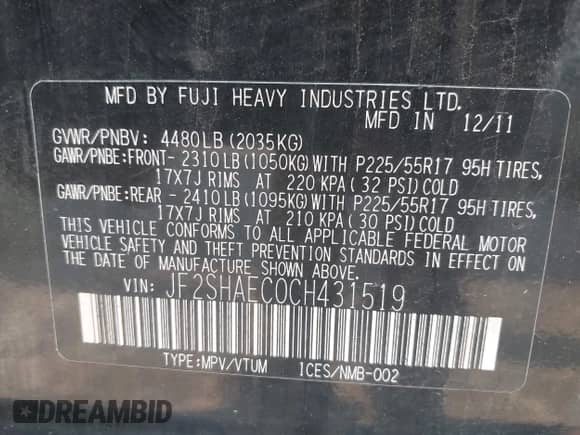 MFD BY FUJI HEAVY INDUSTRIES LTD.
MFD IN 12/11
GVWR/PNBV: 4480LB(2035KG)
GAWR/PNBE:FRONT- 2310LB(1050KG)WITH P225/55R17 95H TIRES,
17X7J RIMS AT 220 KPA( 32 PSI)COLD
GAWR/PNBE:REAR - 2410LB(1095KG)WITH P225/55R17 95H TIRES,
17X7J RIMS AT 210 KPA( 30 PSI)COLD
THIS VEHICLE CONFORMS TO ALL APPLICABLE FEDERAL MOTOR
VEHICLE SAFETY AND THEFT PREVENTION STANDARDS IN EFFECT ON
THE DATE OF MANUFACTURE SHOWN ABOVE.
VIN: JF2SHAEC0CH431519
TYPE:MPV/VTUM 1CES/NMB-002
DREAMBID